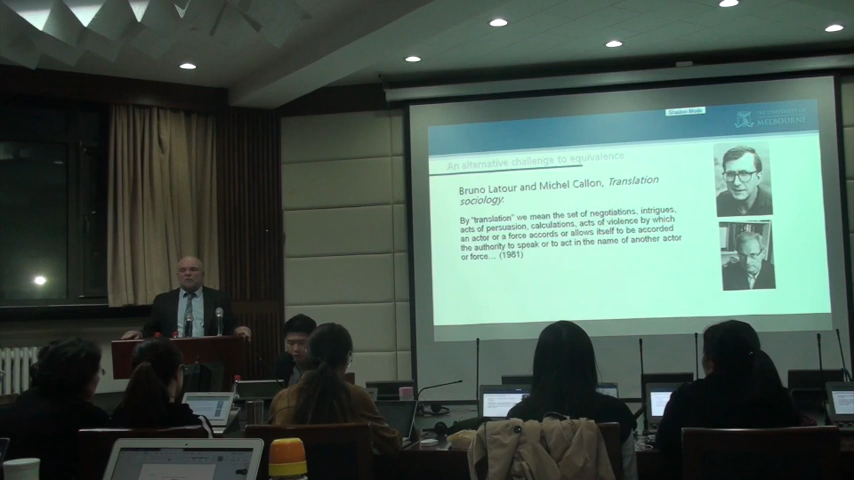 THE UNIVERSITY OF
MELBOURNE
An alternative challenge to equivalence
Bruno Latour and Michel Callon, Translation
sociology.
By "translation" we mean the set of negotiations, intrigues,
acts of persuasion, calculations, acts of violence by which
an actor or a force accords or allows itself to be accorded
the authority to speak or to act in the name of another actor
or force... (1981)